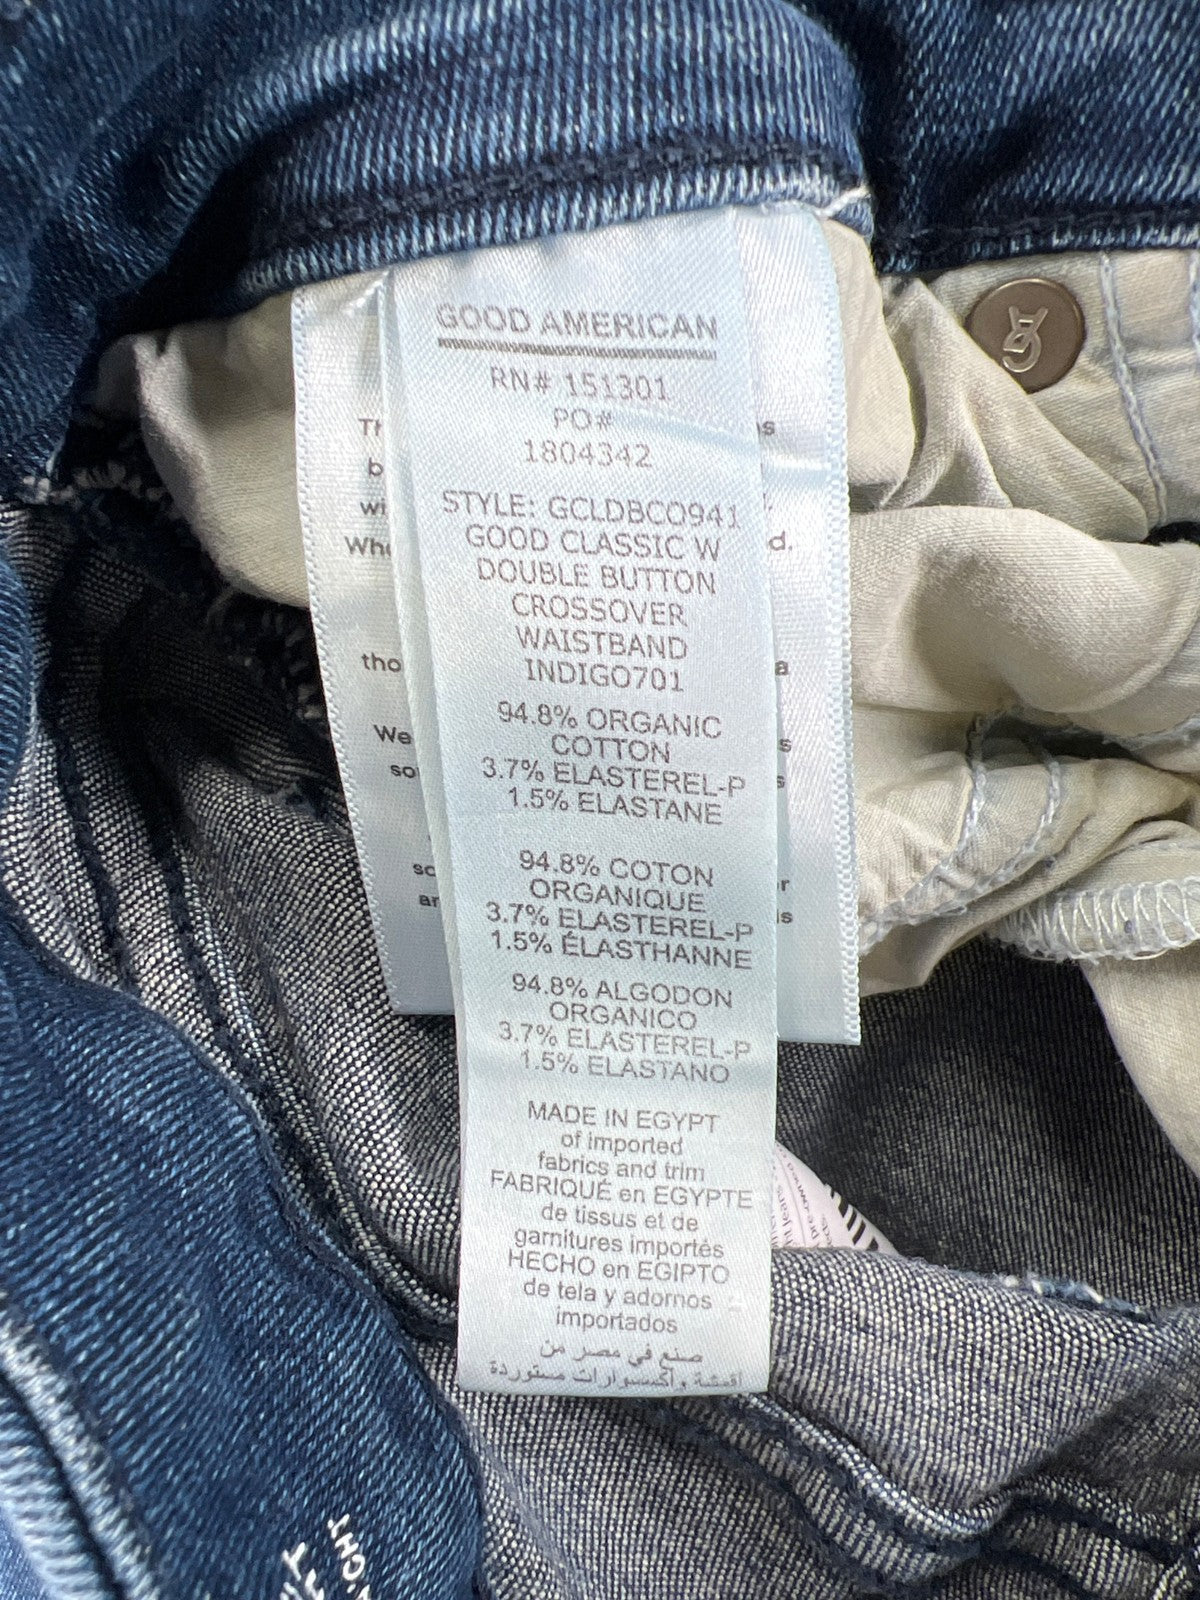 GOOD AMERICAN
RN# 151301
PO#
1804342
STYLE: GCLDBC0941
GOOD CLASSIC W
DOUBLE BUTTON
CROSSOVER
WAISTBAND
INDIGO701
94.8% ORGANIC
COTTON
3.7% ELASTEREL-P
1.5% ELASTANE
94.8% COTON
ORGANIQUE
3.7% ELASTEREL-P
1.5% ÉLASTHANNE
94.8% ALGODON
ORGANICO
3.7% ELASTEREL-P
1.5% ELASTANO
MADE IN EGYPT
of imported
fabrics and trim
FABRIQUÉ en EGYPTE
de tissus et de
garnitures importés
HECHO en EGIPTO
de tela y adornos
importados
صنع في مصر من
أقمشة . أكسسوارات مستوردة
We